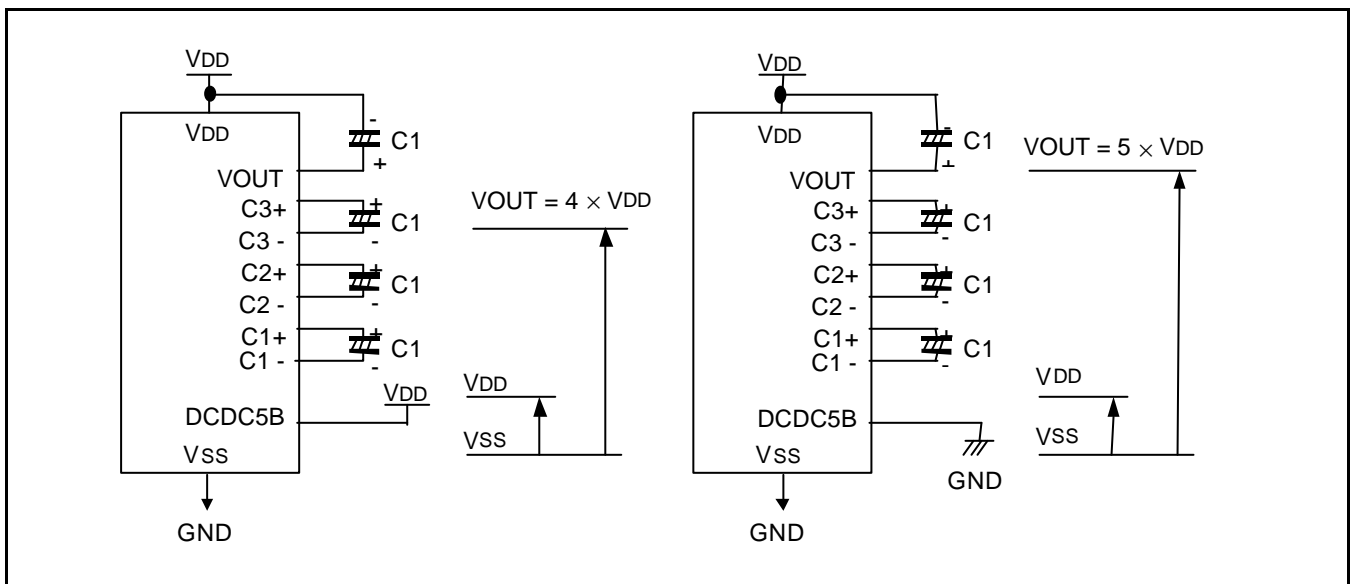 VDD
VDD
-
C1
+
VOUT
C3+
+
C1
C3 -
-
C2+
+
C1
C2 -
-
C1+
+
C1
C1 -
-
DCDC5B
VDD
VSS
GND
VOUT = 4 × VDD
VDD
VSS
VDD
VDD
-
C1
+
VOUT
C3+
+
C1
C3 -
-
C2+
+
C1
C2 -
-
C1+
+
C1
C1 -
-
DCDC5B
GND
VSS
GND
VOUT = 5 × VDD
VDD
VSS